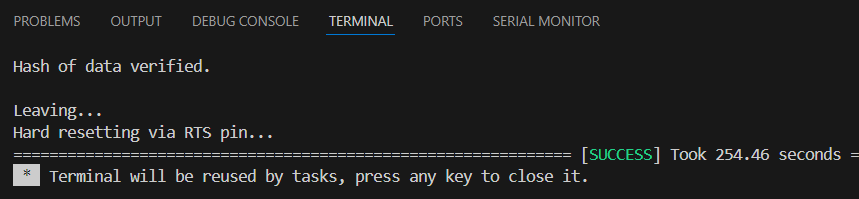 PROBLEMS OUTPUT DEBUG CONSOLE TERMINAL PORTS SERIAL MONITOR
Hash of data verified.
Leaving...
Hard resetting via RTS pin...
============================================================== [SUCCESS] Took 254.46 seconds =
* Terminal will be reused by tasks, press any key to close it.